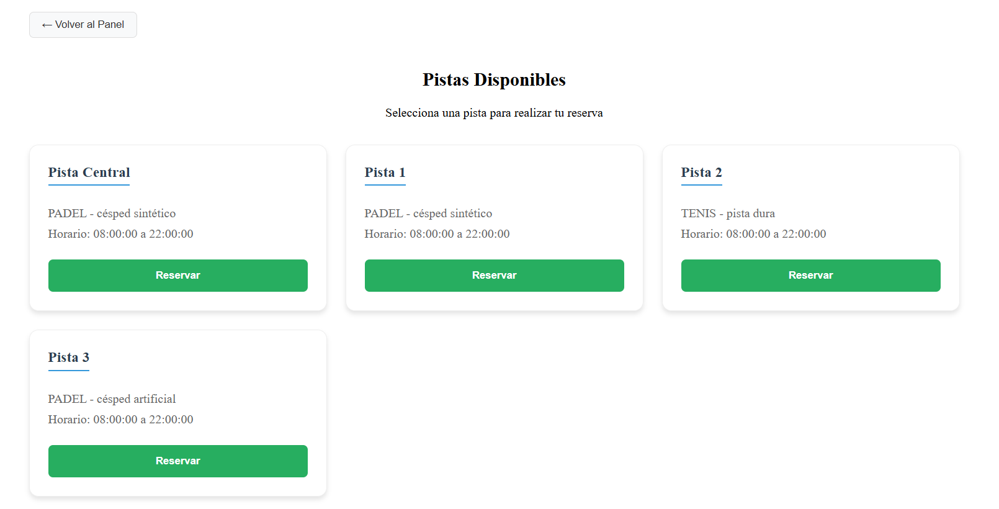 ← Volver al Panel
Pistas Disponibles
Selecciona una pista para realizar tu reserva
Pista Central
PADEL - césped sintético
Horario: 08:00:00 a 22:00:00
Reservar
Pista 1
PADEL - césped sintético
Horario: 08:00:00 a 22:00:00
Reservar
Pista 2
TENIS - pista dura
Horario: 08:00:00 a 22:00:00
Reservar
Pista 3
PADEL - césped artificial
Horario: 08:00:00 a 22:00:00
Reservar